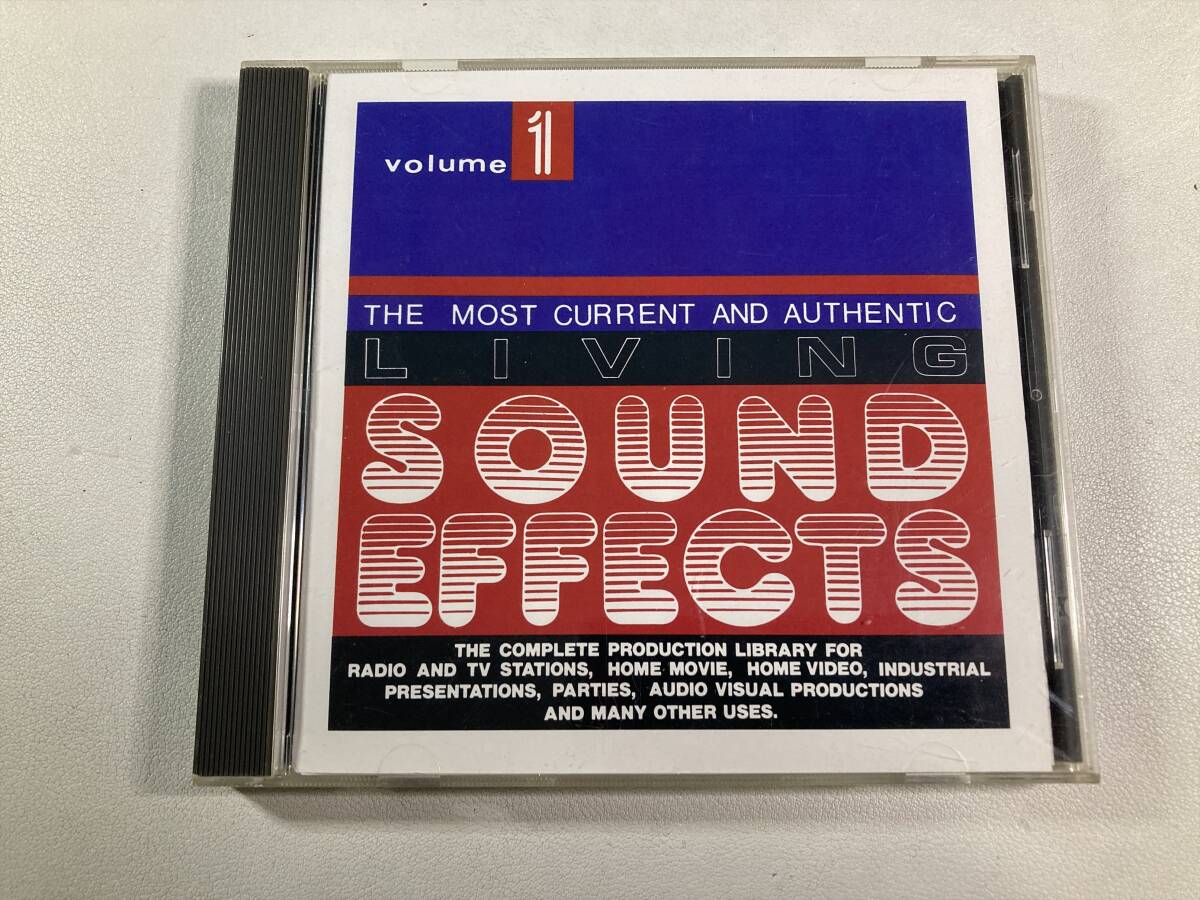 volume 1
THE MOST CURRENT AND AUTHENTIC
LIVING
SOUND
EFFECTS
THE COMPLETE PRODUCTION LIBRARY FOR
RADIO AND TV STATIONS, HOME MOVIE, HOME VIDEO, INDUSTRIAL
PRESENTATIONS, PARTIES, AUDIO VISUAL PRODUCTIONS
AND MANY OTHER USES.